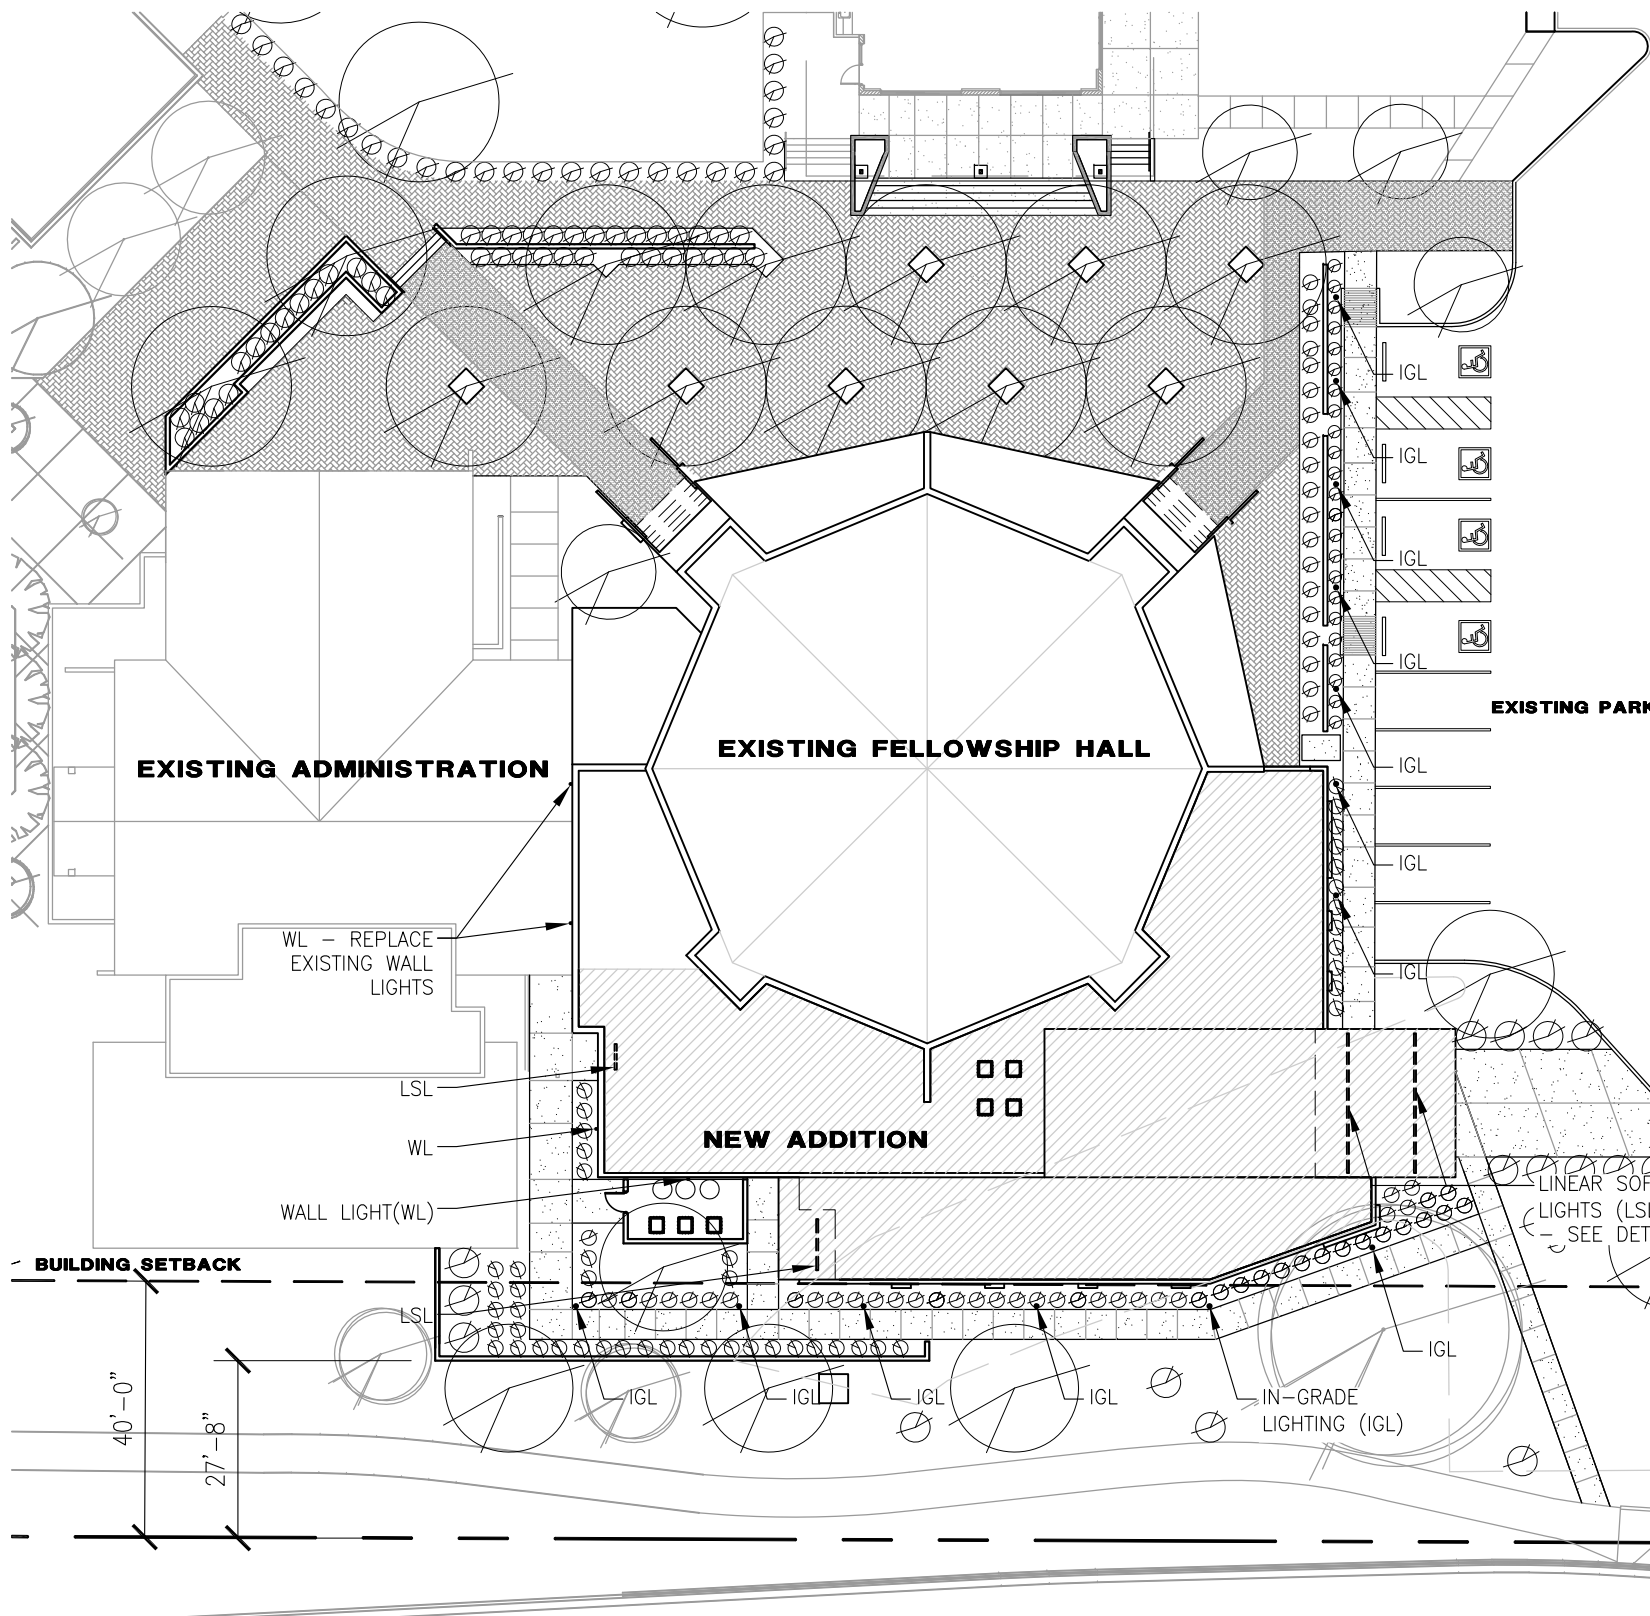 IGL
IGL
IGL
IGL
EXISTING PARK
EXISTING FELLOWSHIP HALL
EXISTING ADMINISTRATION
IGL
IGL
WL – REPLACE
EXISTING WALL
LIGHTS
IGL
LSL
NEW ADDITION
WL
LINEAR SOF
LIGHTS (LSL
– SEE DET
WALL LIGHT(WL)
BUILDING SETBACK
LSL
IGL
IGL
IGL
IGL
IGL
IN-GRADE
LIGHTING (IGL)
40'-0"
27'-8"